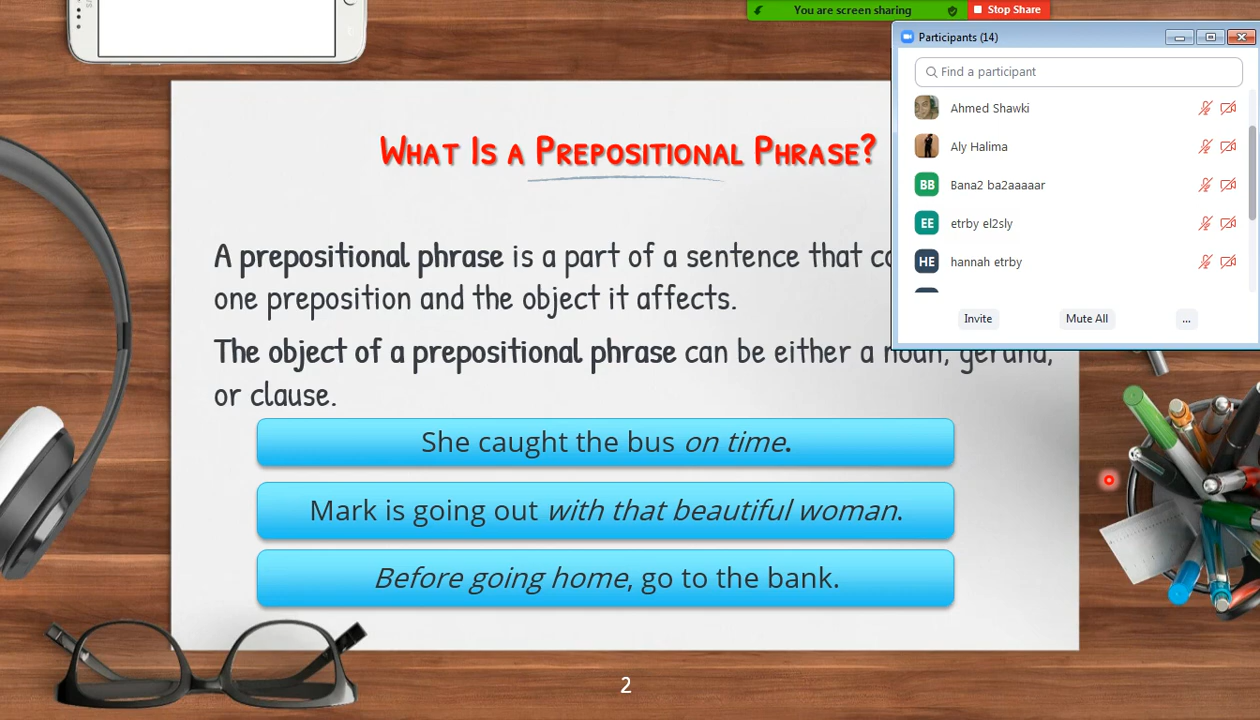 You are screen sharing
Stop Share
Participants (14)
Find a participant
Ahmed Shawki
Aly Halima
BB Bana2 ba2aaaaar
EE etrby el2sly
HE hannah etrby
Invite
Mute All
...
What Is a Prepositional Phrase?
A prepositional phrase is a part of a sentence that
one preposition and the object it affects.
The object of a prepositional phrase can be either a noun, gerund,
or clause.
She caught the bus on time.
Mark is going out with that beautiful woman.
Before going home, go to the bank.
2